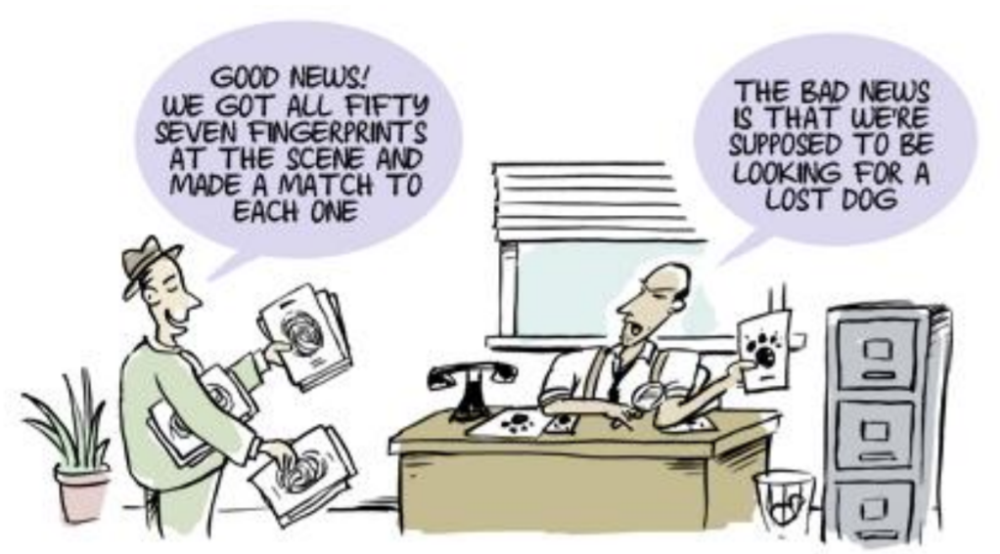 GOOD NEWS!
WE GOT ALL FIFTY
SEVEN FINGERPRINTS
AT THE SCENE AND
MADE A MATCH TO
EACH ONE
THE BAD NEWS
IS THAT WE'RE
SUPPOSED TO BE
LOOKING FOR A
LOST DOG